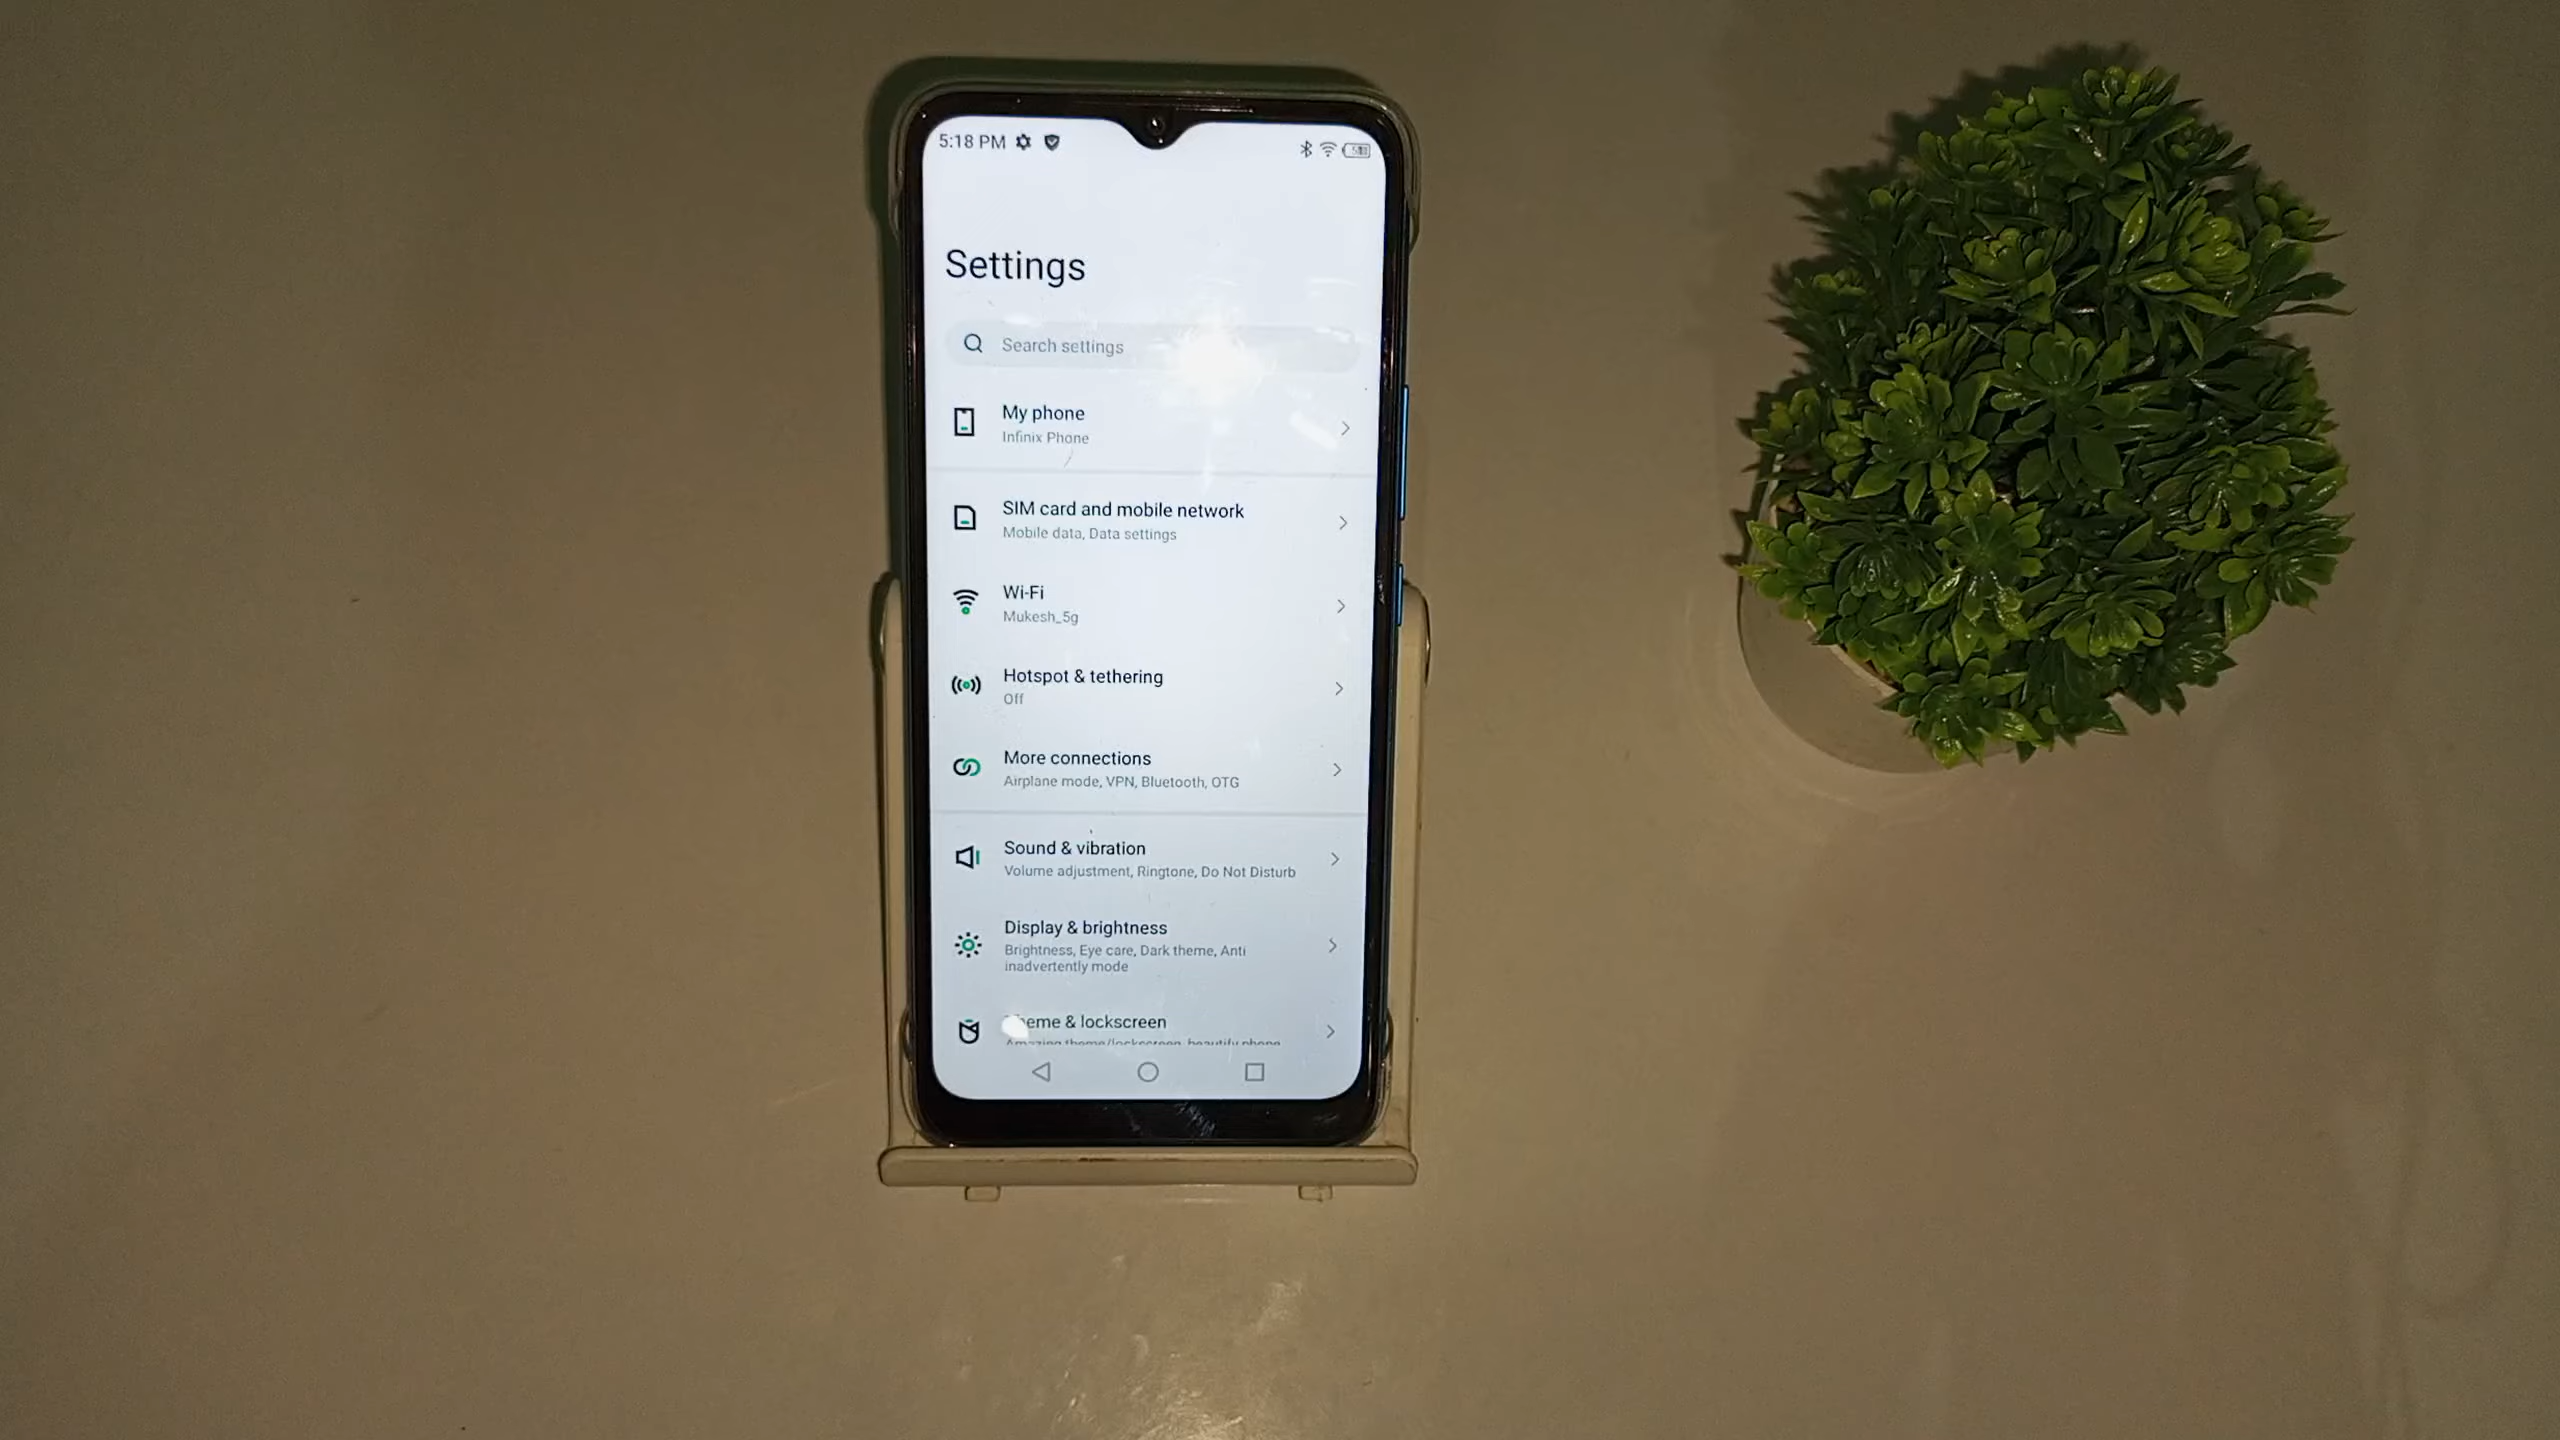 5:18 PM
Settings
Search settings
My phone
Infinix Phone
SIM card and mobile network
Mobile data, Data settings
Wi-Fi
Mukesh_5g
Hotspot & tethering
Off
More connections
Airplane mode, VPN, Bluetooth, OTG
Sound & vibration
Volume adjustment, Ringtone, Do Not Disturb
Display & brightness
Brightness, Eye care, Dark theme, Anti
inadvertently mode
& lockscreen